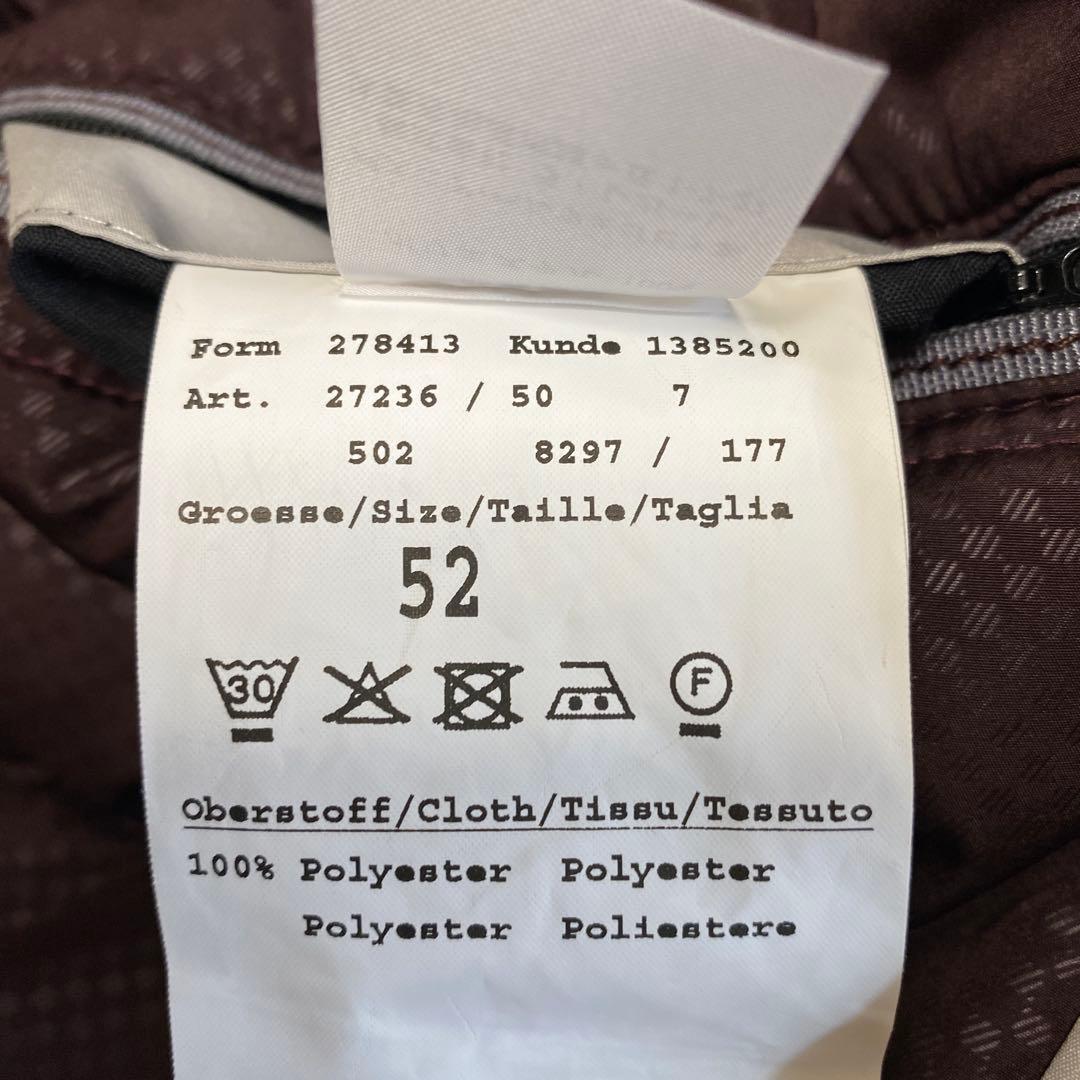 Form 278413 Kunde 1385200
Art. 27236 / 50 7
502 8297 / 177
Groesse/Size/Taille/Taglia
52
30
F
Oberstoff/Cloth/Tissu/Tessuto
100% Polyester Polyester
Polyester Poliestere